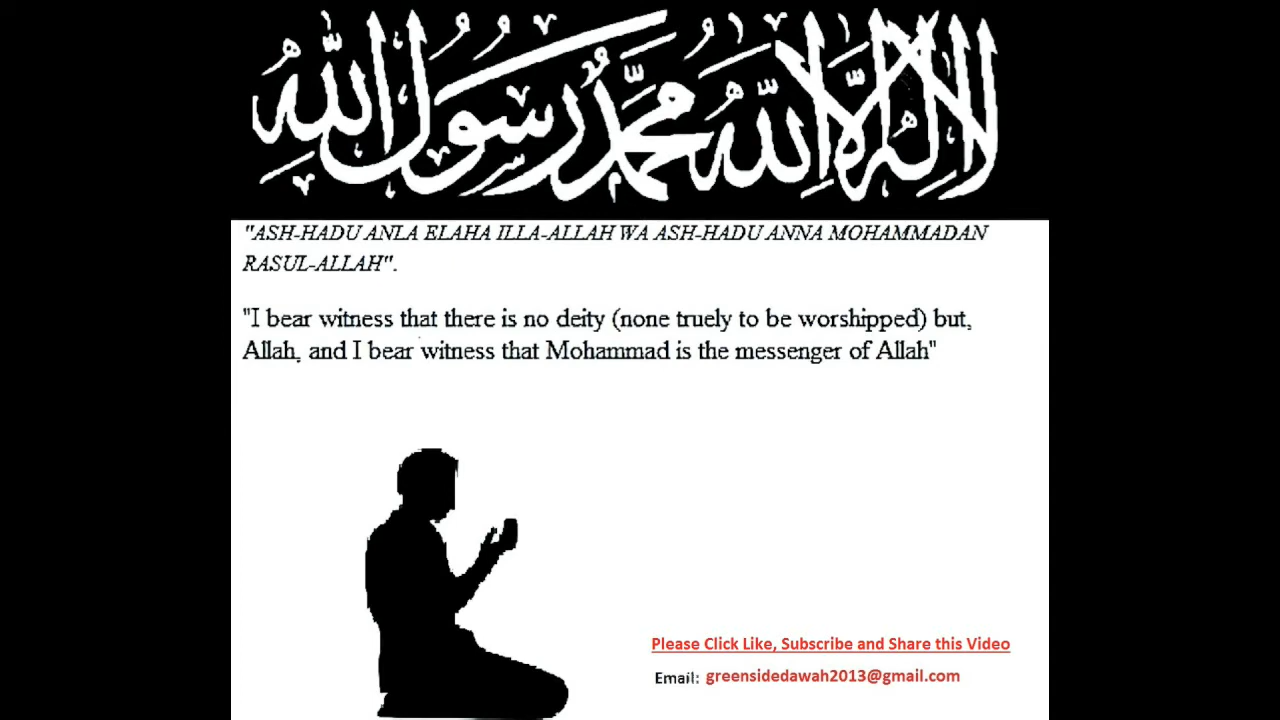 لا إله إلا الله محمد رسول الله
"ASH-HADU ANLA ELAHA ILLA-ALLAH WA ASH-HADU ANNA MOHAMMADAN
RASUL-ALLAH".
"I bear witness that there is no deity (none truely to be worshipped) but,
Allah, and I bear witness that Mohammad is the messenger of Allah"
Please Click Like, Subscribe and Share this Video
Email: greensidedawah2013@gmail.com